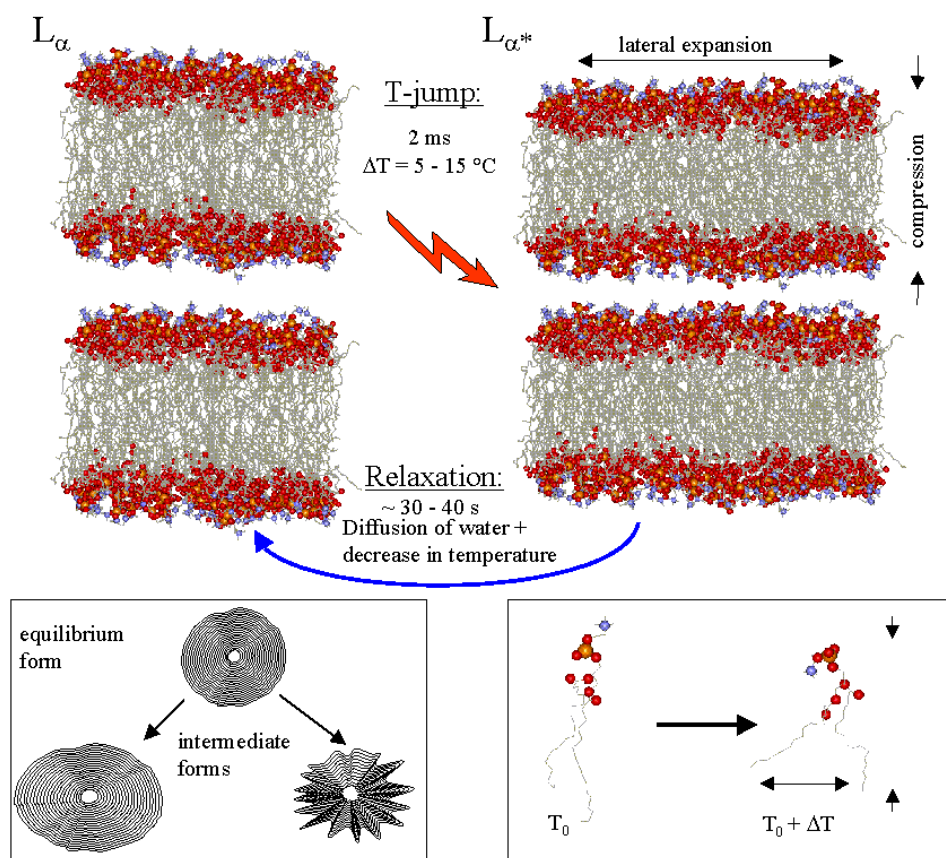 Lα
Lα*
lateral expansion
T-jump:
2 ms
ΔT = 5 - 15 °C
compression
Relaxation:
~ 30 - 40 s
Diffusion of water +
decrease in temperature
equilibrium
form
intermediate
forms
T₀
T₀ + ΔT